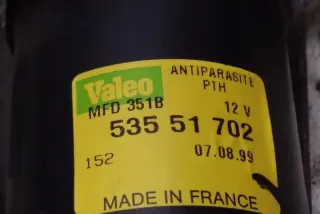 Valeo ANTIPARASITE
PTH
MFD 351B 12 V
535 51 702
152 07.08.99
MADE IN FRANCE